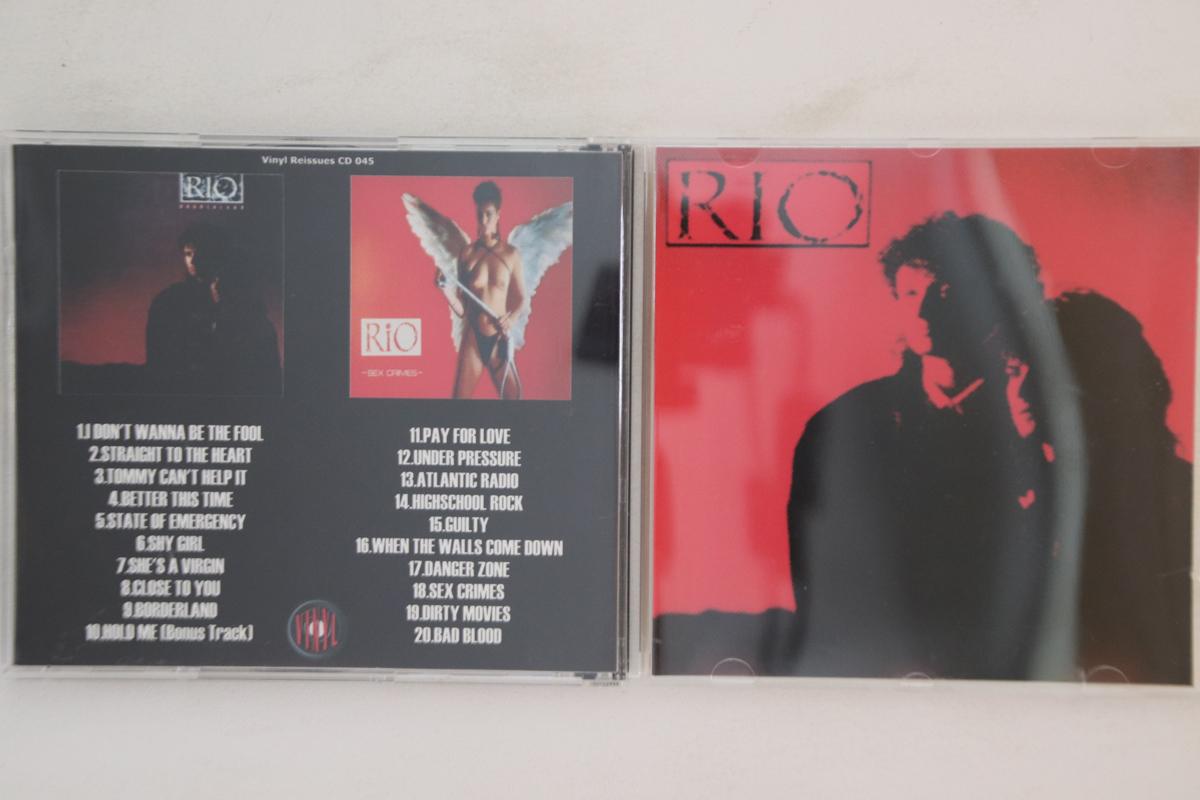 Vinyl Reissues CD 045
RIO
BORDERLAND
RiO
-SEX CRIMES-
1.I DON'T WANNA BE THE FOOL
2.STRAIGHT TO THE HEART
3.TOMMY CAN'T HELP IT
4.BETTER THIS TIME
5.STATE OF EMERGENCY
6.SHY GIRL
7.SHE'S A VIRGIN
8.CLOSE TO YOU
9.BORDERLAND
10.HOLD ME (Bonus Track)
11.PAY FOR LOVE
12.UNDER PRESSURE
13.ATLANTIC RADIO
14.HIGHSCHOOL ROCK
15.GUILTY
16.WHEN THE WALLS COME DOWN
17.DANGER ZONE
18.SEX CRIMES
19.DIRTY MOVIES
20.BAD BLOOD
VINYL
RIO